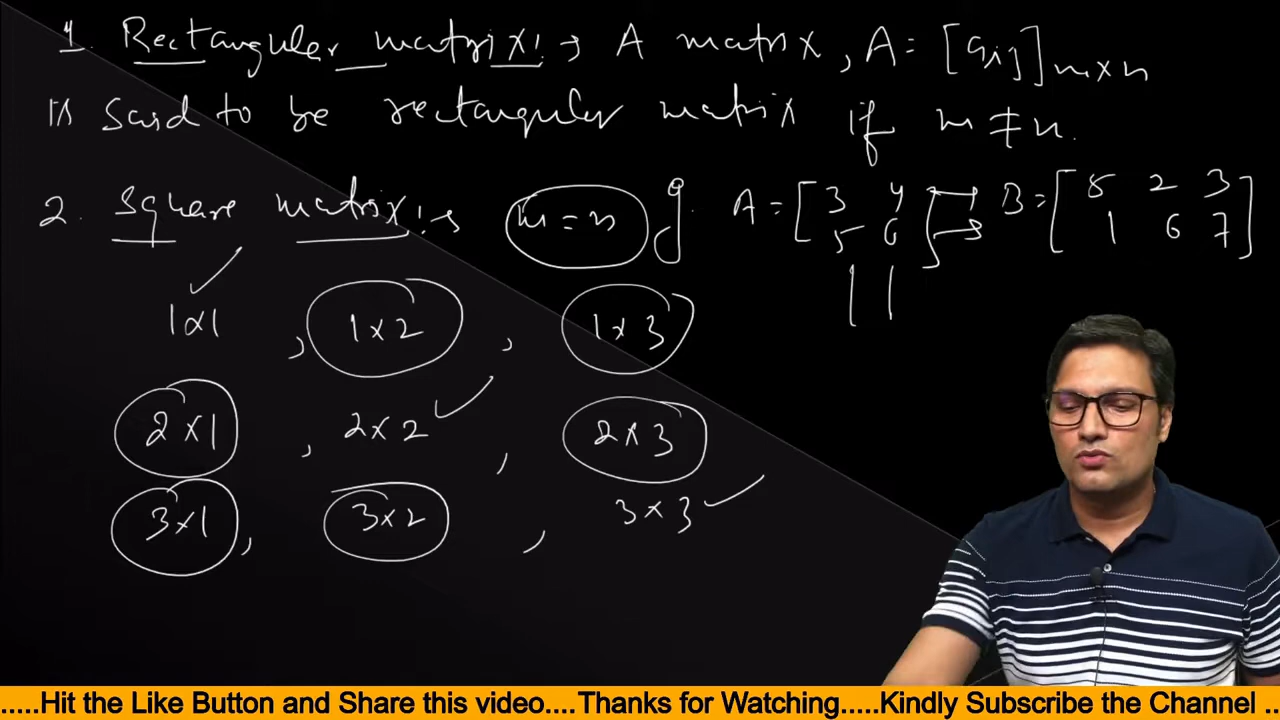 1. Rectangular matrix:→ A matrix, A = [aij]m×n
is said to be rectangular matrix if m ≠ n.
2. Square matrix:→ m = n A = [3 4 5 6] B = [8 2 3 1 6 7]
1×1, 1×2, 1×3
2×1, 2×2, 2×3
3×1, 3×2, 3×3
.....Hit the Like Button and Share this video....Thanks for Watching.....Kindly Subscribe the Channel ..